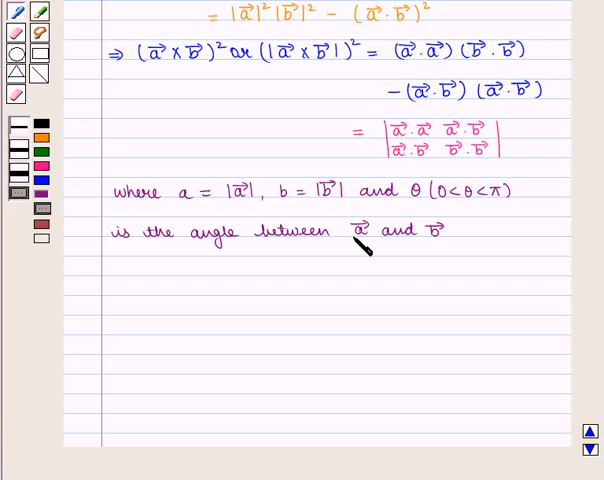 = |a⃗|² |b⃗|² − (a⃗·b⃗)²
⇒ (a⃗ × b⃗)² or (|a⃗ × b⃗|)² = (a⃗·a⃗) (b⃗·b⃗)
− (a⃗·b⃗) (a⃗·b⃗)
= |a⃗·a⃗ a⃗·b⃗|
|a⃗·b⃗ b⃗·b⃗|
where a = |a⃗|, b = |b⃗| and θ (0<θ<π)
is the angle between a⃗ and b⃗